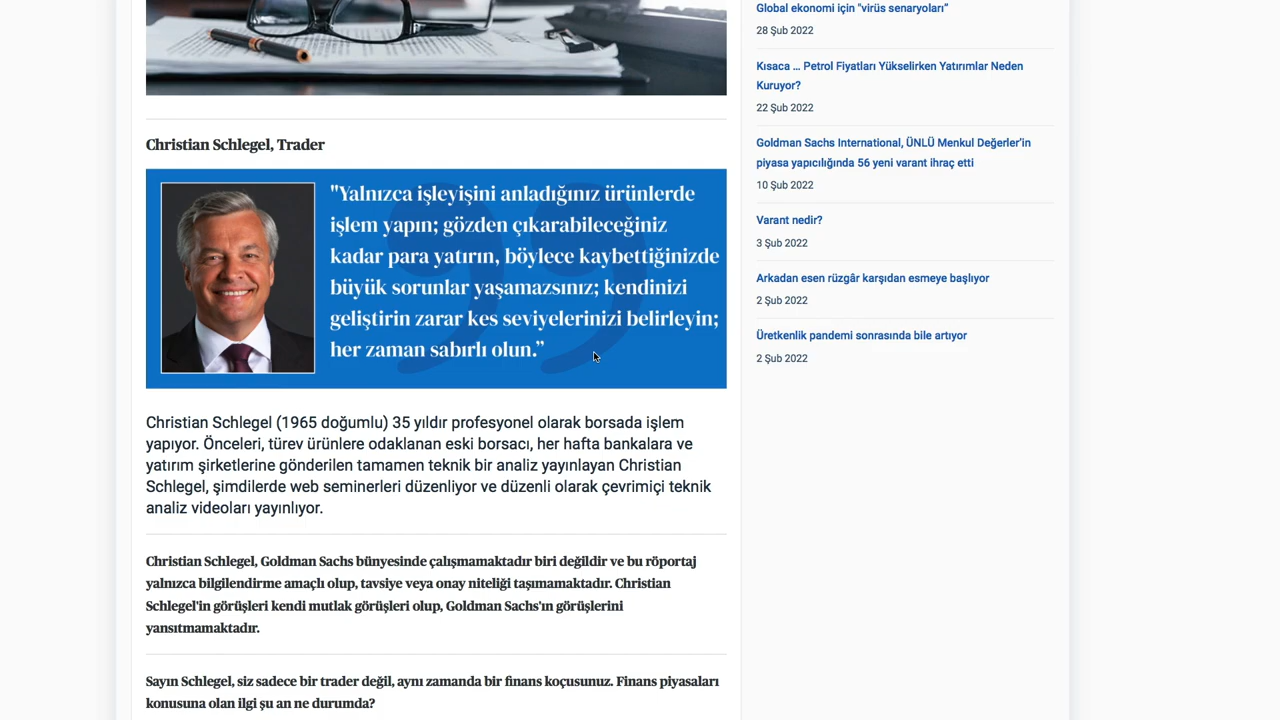 Christian Schlegel, Trader
"Yalnızca işleyişini anladığınız ürünlerde
işlem yapın; gözden çıkarabileceğiniz
kadar para yatırın, böylece kaybettiğinizde
büyük sorunlar yaşamazsınız; kendinizi
geliştirin zarar kes seviyelerinizi belirleyin;
her zaman sabırlı olun.”
Christian Schlegel (1965 doğumlu) 35 yıldır profesyonel olarak borsada işlem
yapıyor. Önceleri, türev ürünlere odaklanan eski borsacı, her hafta bankalara ve
yatırım şirketlerine gönderilen tamamen teknik bir analiz yayınlayan Christian
Schlegel, şimdilerde web seminerleri düzenliyor ve düzenli olarak çevrimiçi teknik
analiz videoları yayınlıyor.
Christian Schlegel, Goldman Sachs bünyesinde çalışmamaktadır biri değildir ve bu röportaj
yalnızca bilgilendirme amaçlı olup, tavsiye veya onay niteliği taşımamaktadır. Christian
Schlegel'in görüşleri kendi mutlak görüşleri olup, Goldman Sachs'ın görüşlerini
yansıtmamaktadır.
Sayın Schlegel, siz sadece bir trader değil, aynı zamanda bir finans koçusunuz. Finans piyasaları
konusuna olan ilgi şu an ne durumda?
Global ekonomi için “virüs senaryoları”
28 Şub 2022
Kısaca ... Petrol Fiyatları Yükselirken Yatırımlar Neden
Kuruyor?
22 Şub 2022
Goldman Sachs International, ÜNLÜ Menkul Değerler’in
piyasa yapıcılığında 56 yeni varant ihraç etti
10 Şub 2022
Varant nedir?
3 Şub 2022
Arkadan esen rüzgâr karşıdan esmeye başlıyor
2 Şub 2022
Üretkenlik pandemi sonrasında bile artıyor
2 Şub 2022